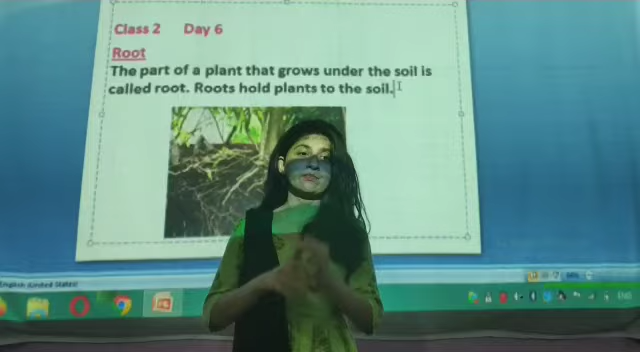 Class 2 Day 6
Root
The part of a plant that grows under the soil is
called root. Roots hold plants to the soil.
English (United States)
ENG